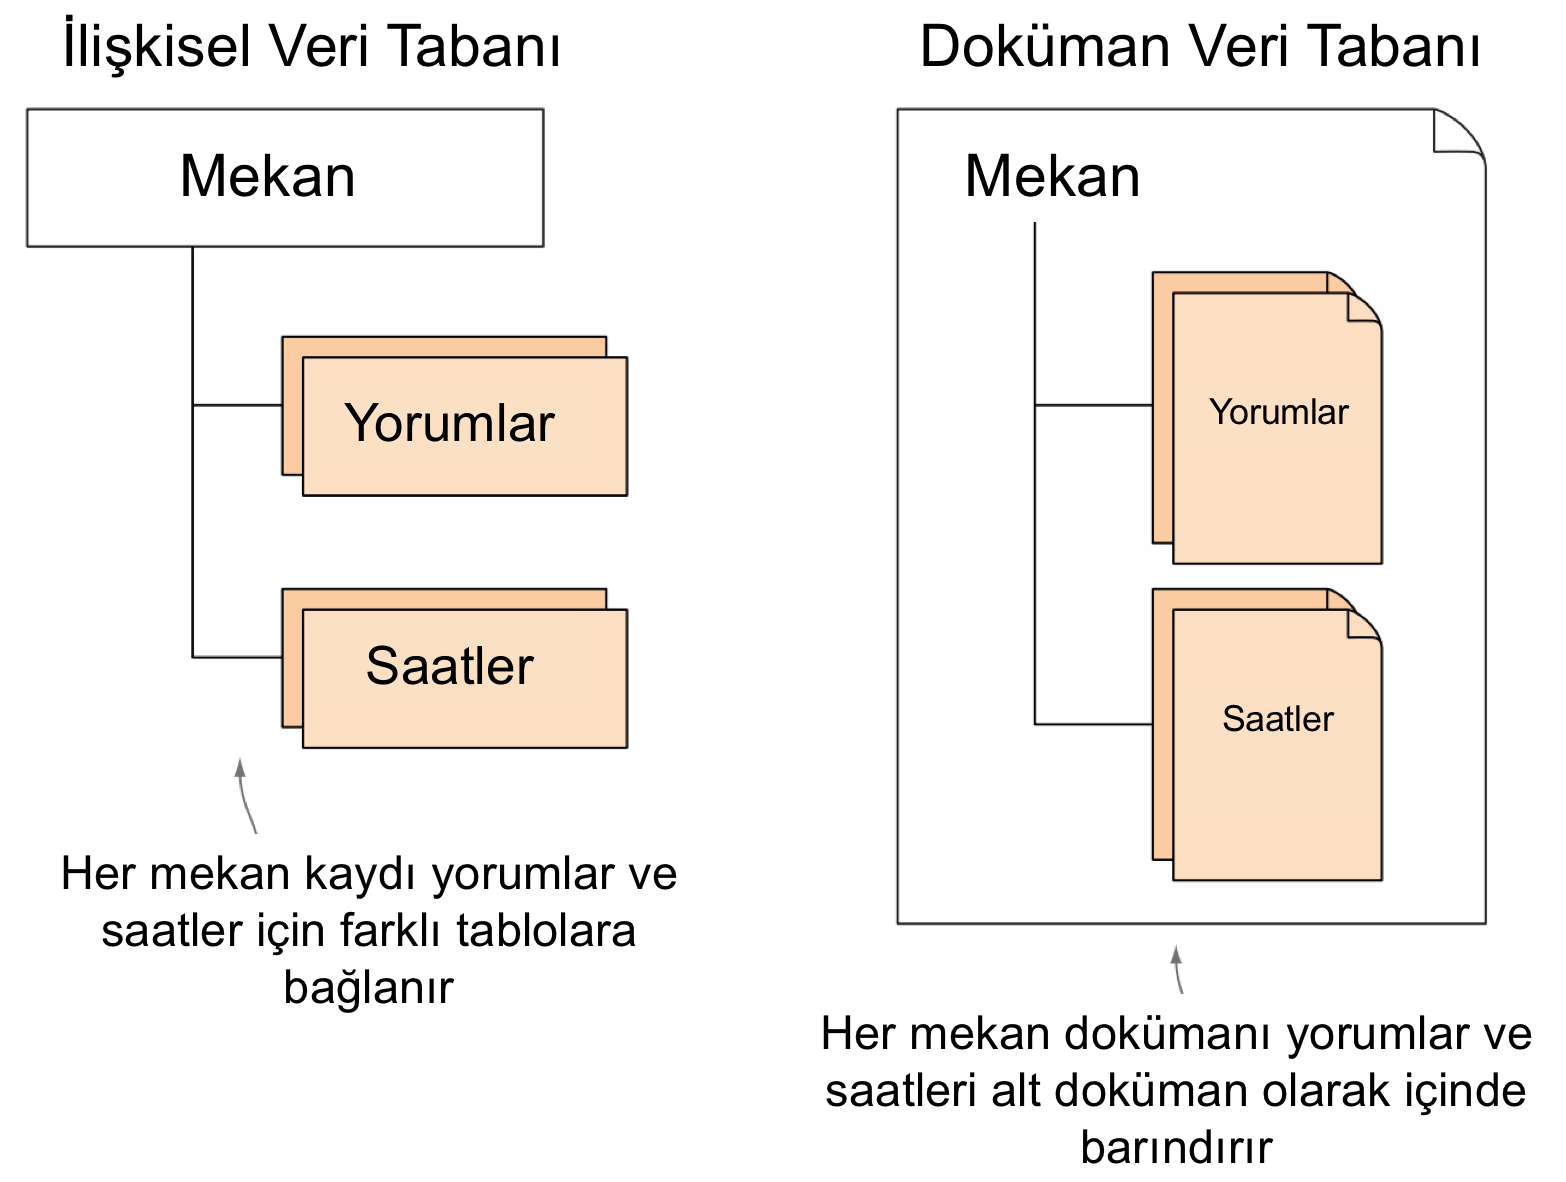 İlişkisel Veri Tabanı
Mekan
Yorumlar
Saatler
Her mekan kaydı yorumlar ve
saatler için farklı tablolara
bağlanır
Doküman Veri Tabanı
Mekan
Yorumlar
Saatler
Her mekan dokümanı yorumlar ve
saatleri alt doküman olarak içinde
barındırır